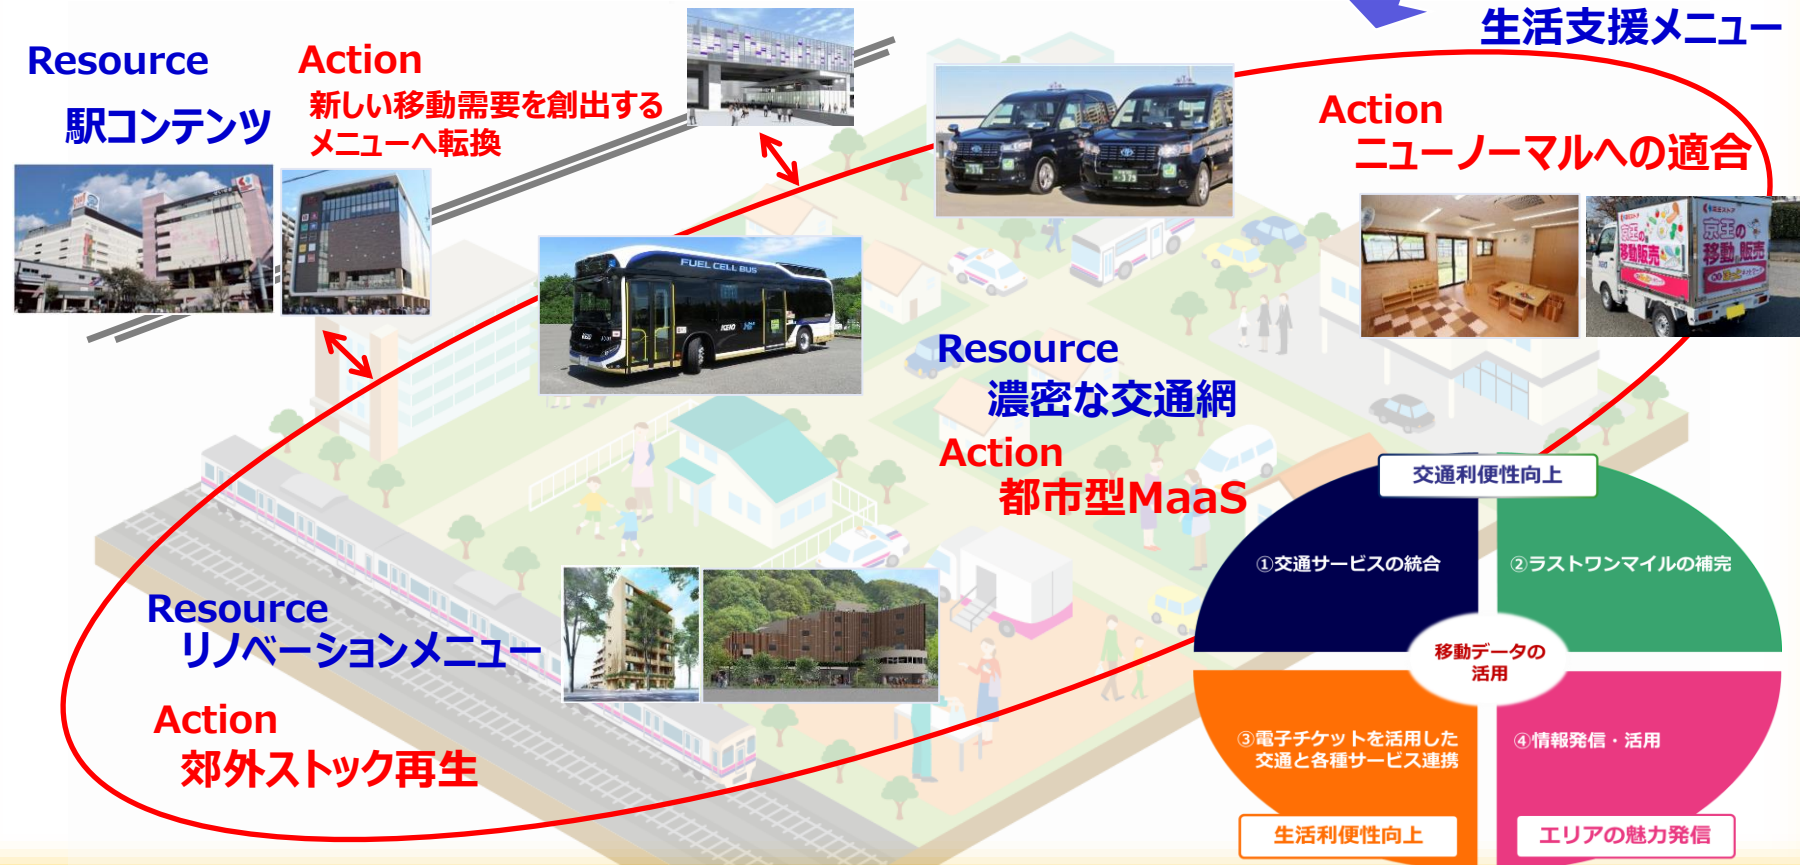 生活支援メニュー
Resource
駅コンテンツ
Action
新しい移動需要を創出する
メニューへ転換
Action
ニューノーマルへの適合
京王の
移動販売
京王の
移動販売
FUEL CELL BUS
KEIO
Resource
濃密な交通網
Action
都市型MaaS
Resource
リノベーションメニュー
Action
郊外ストック再生
交通利便性向上
①交通サービスの統合
②ラストワンマイルの補完
移動データの
活用
③電子チケットを活用した
交通と各種サービス連携
④情報発信・活用
生活利便性向上
エリアの魅力発信